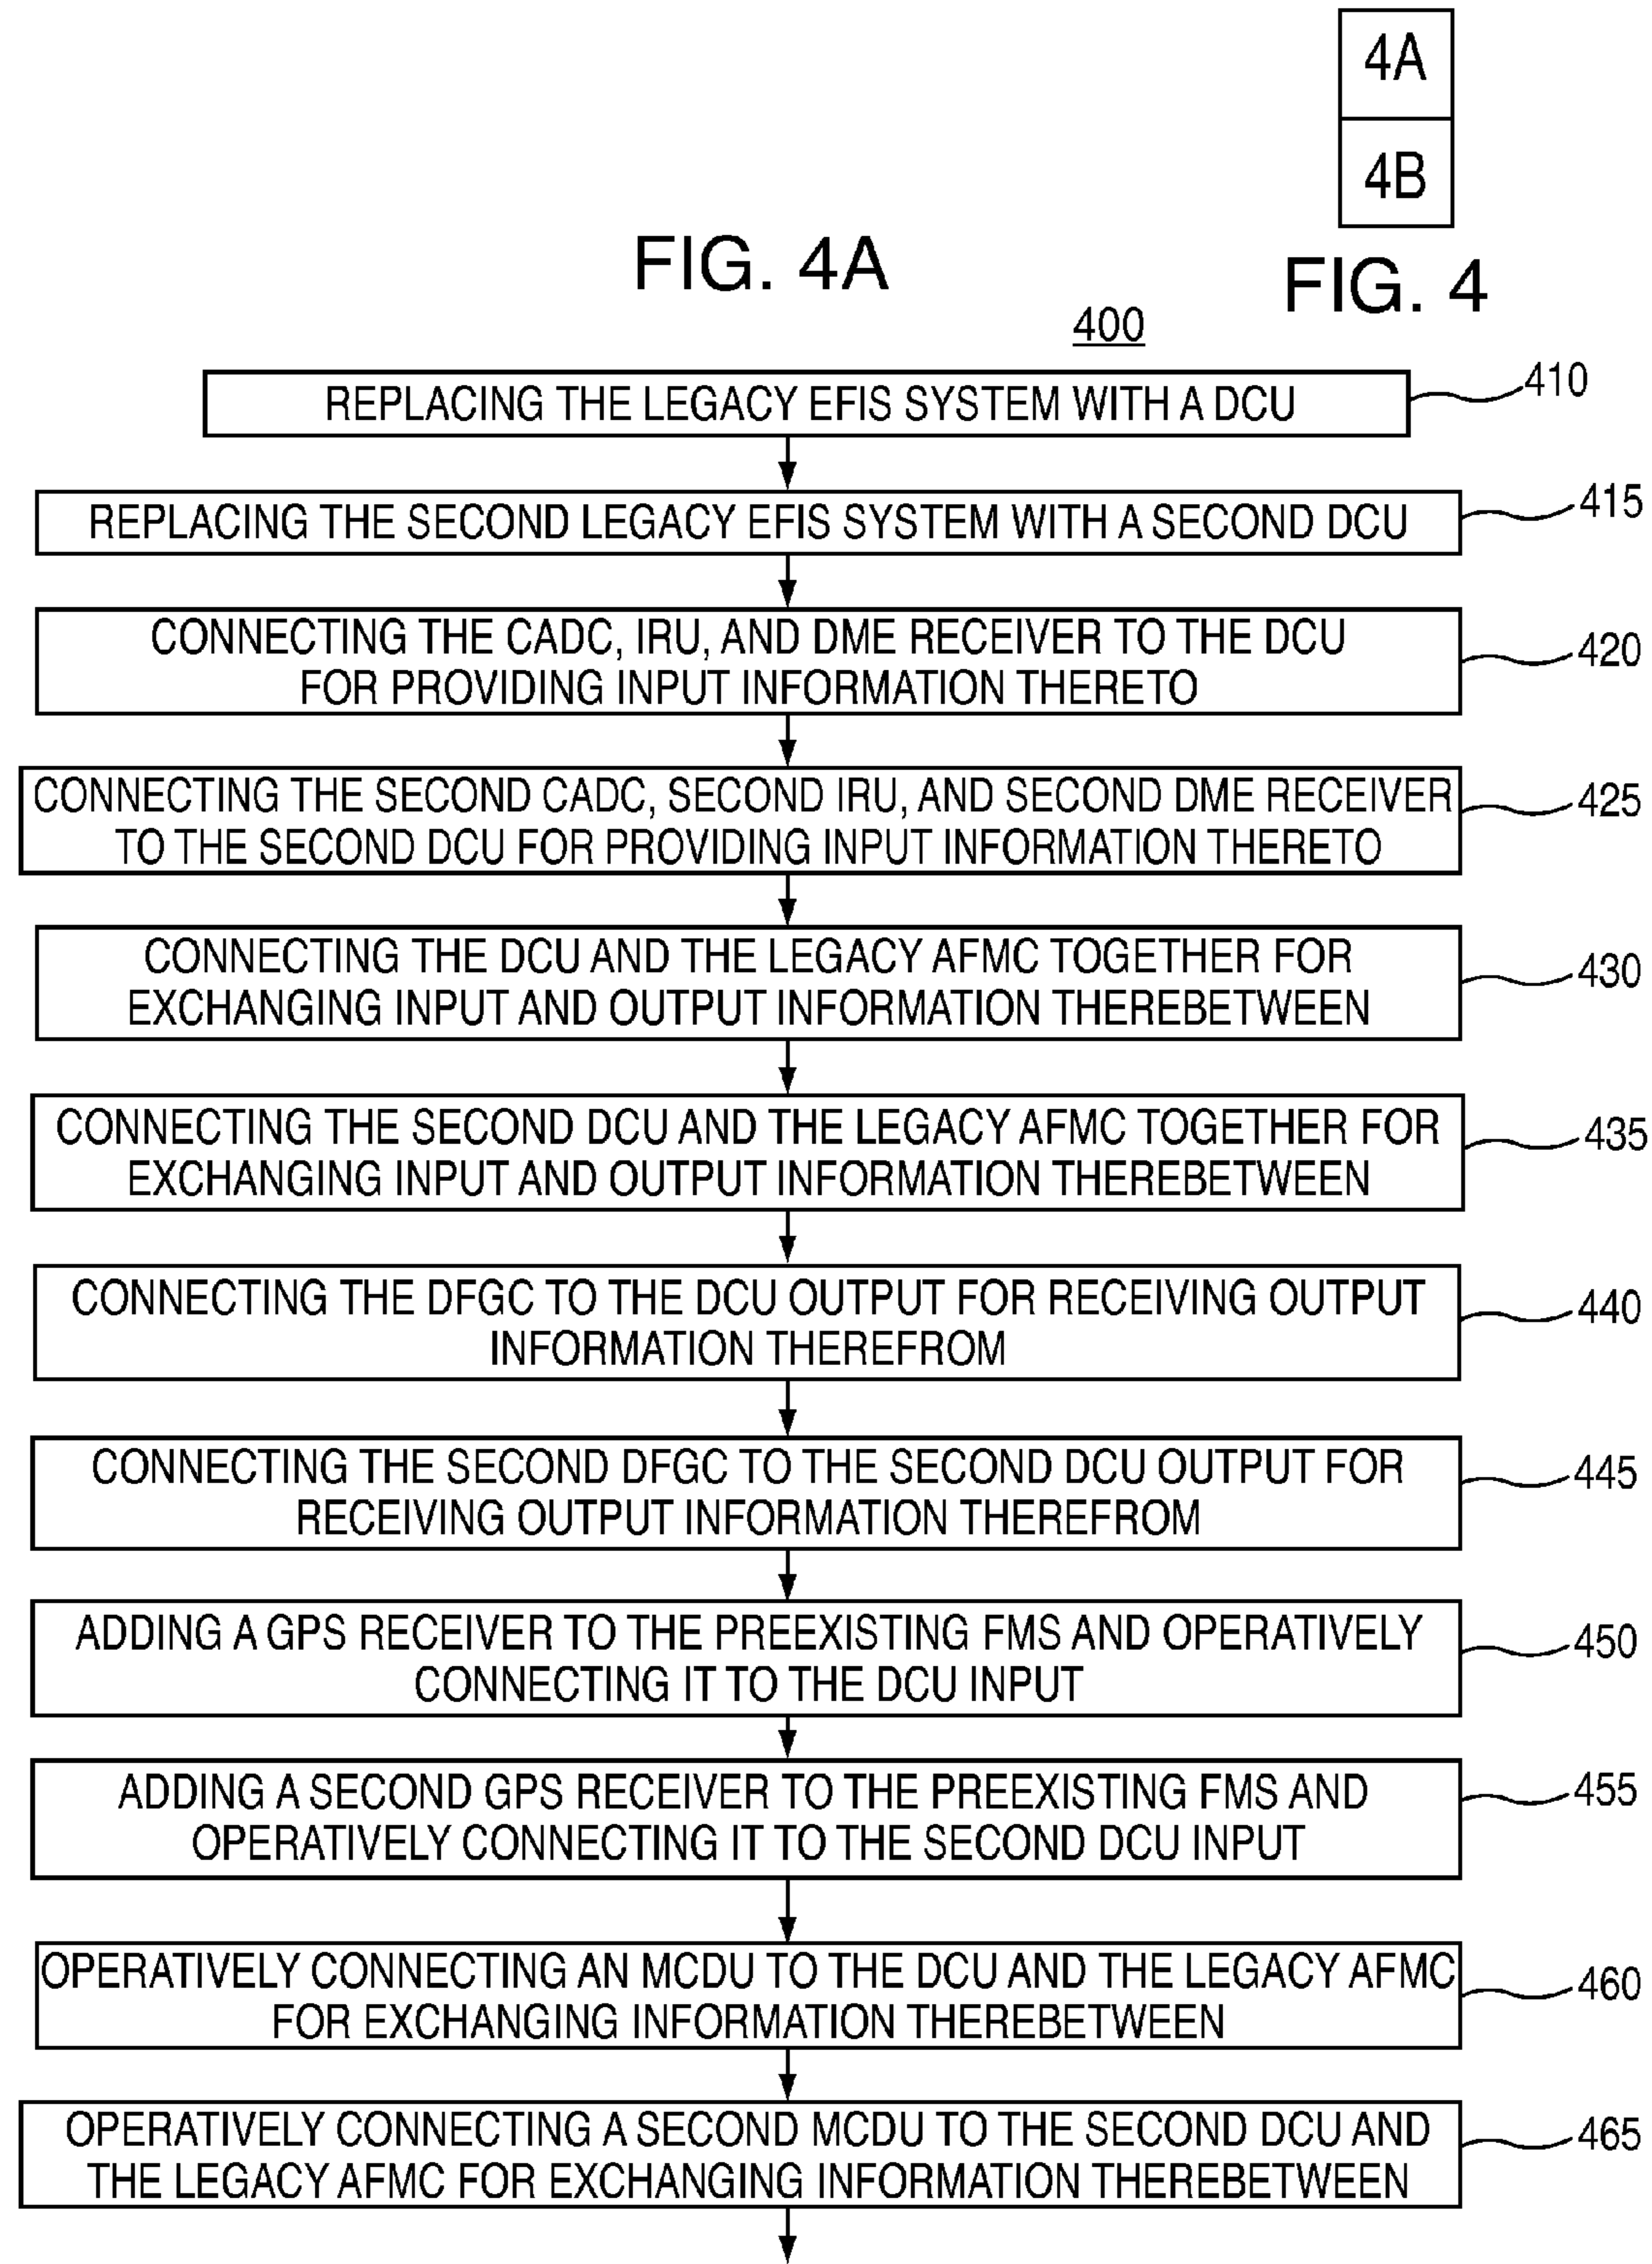 4A
4B
FIG. 4A
FIG. 4
400
REPLACING THE LEGACY EFIS SYSTEM WITH A DCU
410
REPLACING THE SECOND LEGACY EFIS SYSTEM WITH A SECOND DCU
415
CONNECTING THE CADC, IRU, AND DME RECEIVER TO THE DCU
FOR PROVIDING INPUT INFORMATION THERETO
420
CONNECTING THE SECOND CADC, SECOND IRU, AND SECOND DME RECEIVER
TO THE SECOND DCU FOR PROVIDING INPUT INFORMATION THERETO
425
CONNECTING THE DCU AND THE LEGACY AFMC TOGETHER FOR
EXCHANGING INPUT AND OUTPUT INFORMATION THEREBETWEEN
430
CONNECTING THE SECOND DCU AND THE LEGACY AFMC TOGETHER FOR
EXCHANGING INPUT AND OUTPUT INFORMATION THEREBETWEEN
435
CONNECTING THE DFGC TO THE DCU OUTPUT FOR RECEIVING OUTPUT
INFORMATION THEREFROM
440
CONNECTING THE SECOND DFGC TO THE SECOND DCU OUTPUT FOR
RECEIVING OUTPUT INFORMATION THEREFROM
445
ADDING A GPS RECEIVER TO THE PREEXISTING FMS AND OPERATIVELY
CONNECTING IT TO THE DCU INPUT
450
ADDING A SECOND GPS RECEIVER TO THE PREEXISTING FMS AND
OPERATIVELY CONNECTING IT TO THE SECOND DCU INPUT
455
OPERATIVELY CONNECTING AN MCDU TO THE DCU AND THE LEGACY AFMC
FOR EXCHANGING INFORMATION THEREBETWEEN
460
OPERATIVELY CONNECTING A SECOND MCDU TO THE SECOND DCU AND
THE LEGACY AFMC FOR EXCHANGING INFORMATION THEREBETWEEN
465